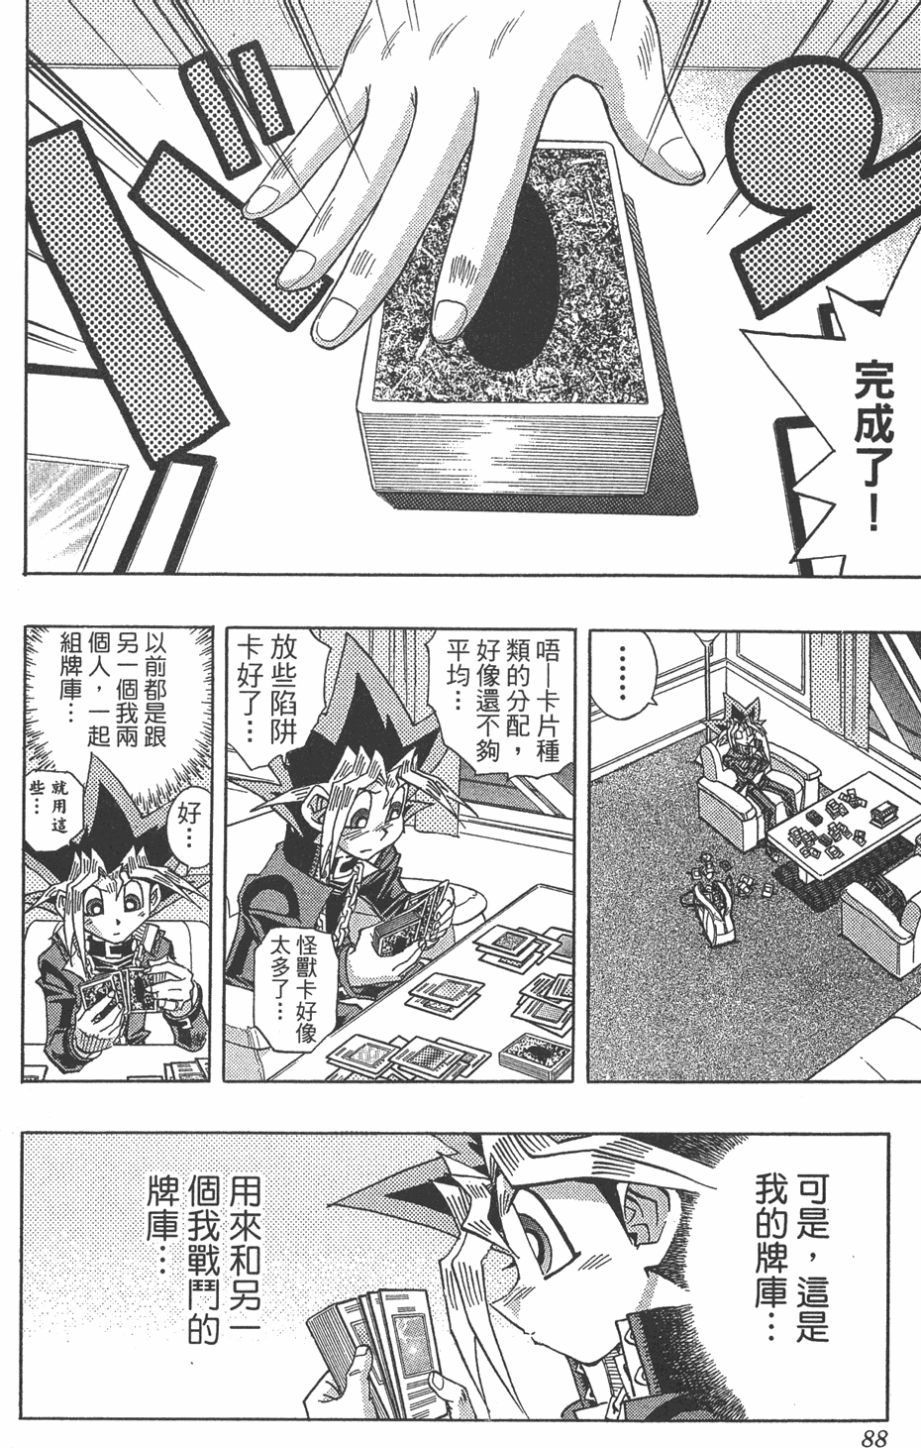 完成了！
……
唔—卡片種
類的分配，
好像還不夠
平均…
放些陷阱
卡好了…
怪獸卡好像
太多了…
以前都是跟
另一個我兩
個人，一起
組牌庫…
好…
就用這
些…
可是，這是
我的牌庫…
用來和另一
個我戰鬥的
牌庫…
88